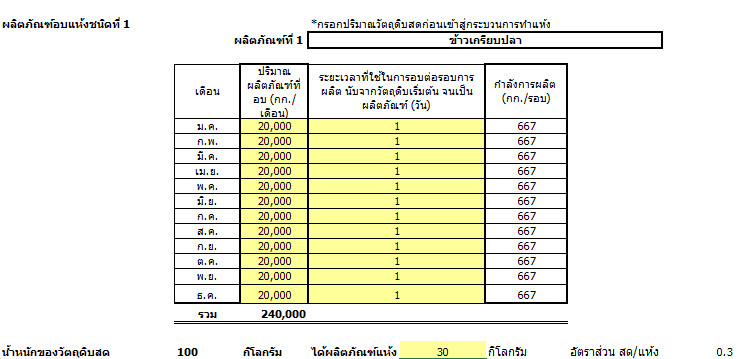 ผลิตภัณฑ์อบแห้งชนิดที่ 1 *กรอกปริมาณวัตถุดิบสดก่อนเข้าสู่กระบวนการทำแห้ง
ผลิตภัณฑ์ที่ 1 ข้าวเกรียบปลา
เดือน ปริมาณผลิตภัณฑ์ที่อบ (กก./เดือน) ระยะเวลาที่ใช้ในการอบต่อรอบการผลิต นับจากวัตถุดิบเริ่มต้น จนเป็นผลิตภัณฑ์ (วัน) กำลังการผลิต (กก./รอบ)
ม.ค. 20,000 1 667
ก.พ. 20,000 1 667
มี.ค. 20,000 1 667
เม.ย. 20,000 1 667
พ.ค. 20,000 1 667
มิ.ย. 20,000 1 667
ก.ค. 20,000 1 667
ส.ค. 20,000 1 667
ก.ย. 20,000 1 667
ต.ค. 20,000 1 667
พ.ย. 20,000 1 667
ธ.ค. 20,000 1 667
รวม 240,000
น้ำหนักของวัตถุดิบสด 100 กิโลกรัม ได้ผลิตภัณฑ์แห้ง 30 กิโลกรัม อัตราส่วน สด/แห้ง 0.3